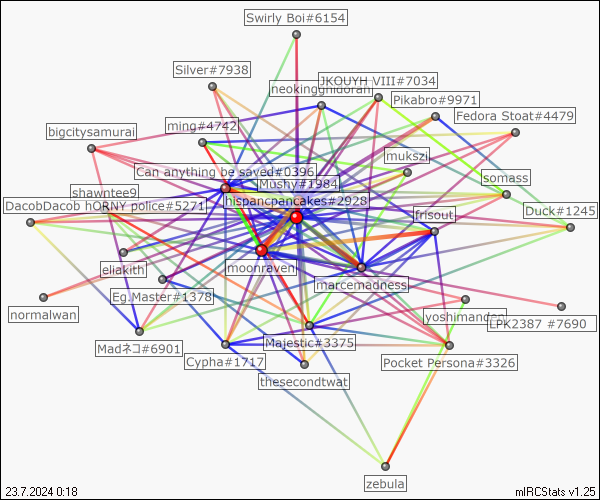 Swirly Boi#6154
Silver#7938
JKOUYH VIII#7034
neokingghidorah
Pikabro#9971
Fedora Stoat#4479
ming#4742
bigcitysamurai
mukszi
Can anything be saved#0396
somass
Mushy#1984
shawntee9
DacobDacob hORNY police#5271
hispancpancakes#2928
frisout
Duck#1245
eliakith
moonraven
marcemadness
Eg.Master#1378
normalwan
LPK2387 #7690
Madネコ#6901
Majestic#3375
Cypha#1717
Pocket Persona#3326
thesecondtwat
zebula
23.7.2024 0:18
mIRCStats v1.25